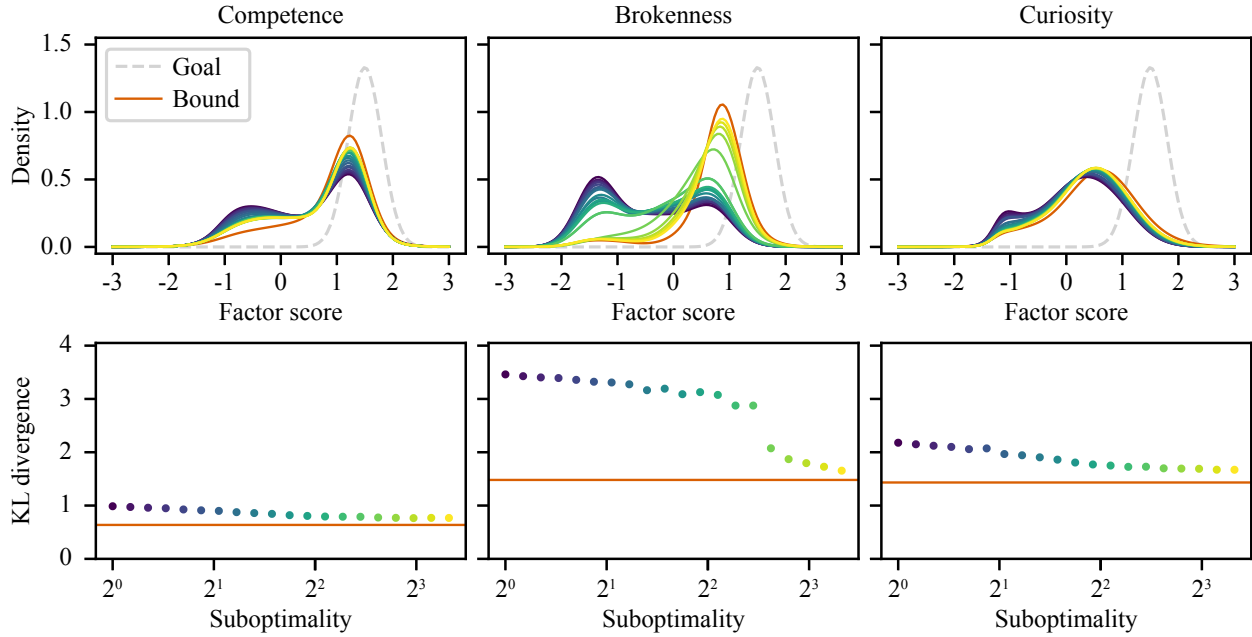 Competence
Brokenness
Curiosity
1.5
1.0
0.5
0.0
Density
Goal
Bound
-3 -2 -1 0 1 2 3
-3 -2 -1 0 1 2 3
-3 -2 -1 0 1 2 3
Factor score
Factor score
Factor score
4
3
2
1
0
KL divergence
2⁰ 2¹ 2² 2³
2⁰ 2¹ 2² 2³
2⁰ 2¹ 2² 2³
Suboptimality
Suboptimality
Suboptimality